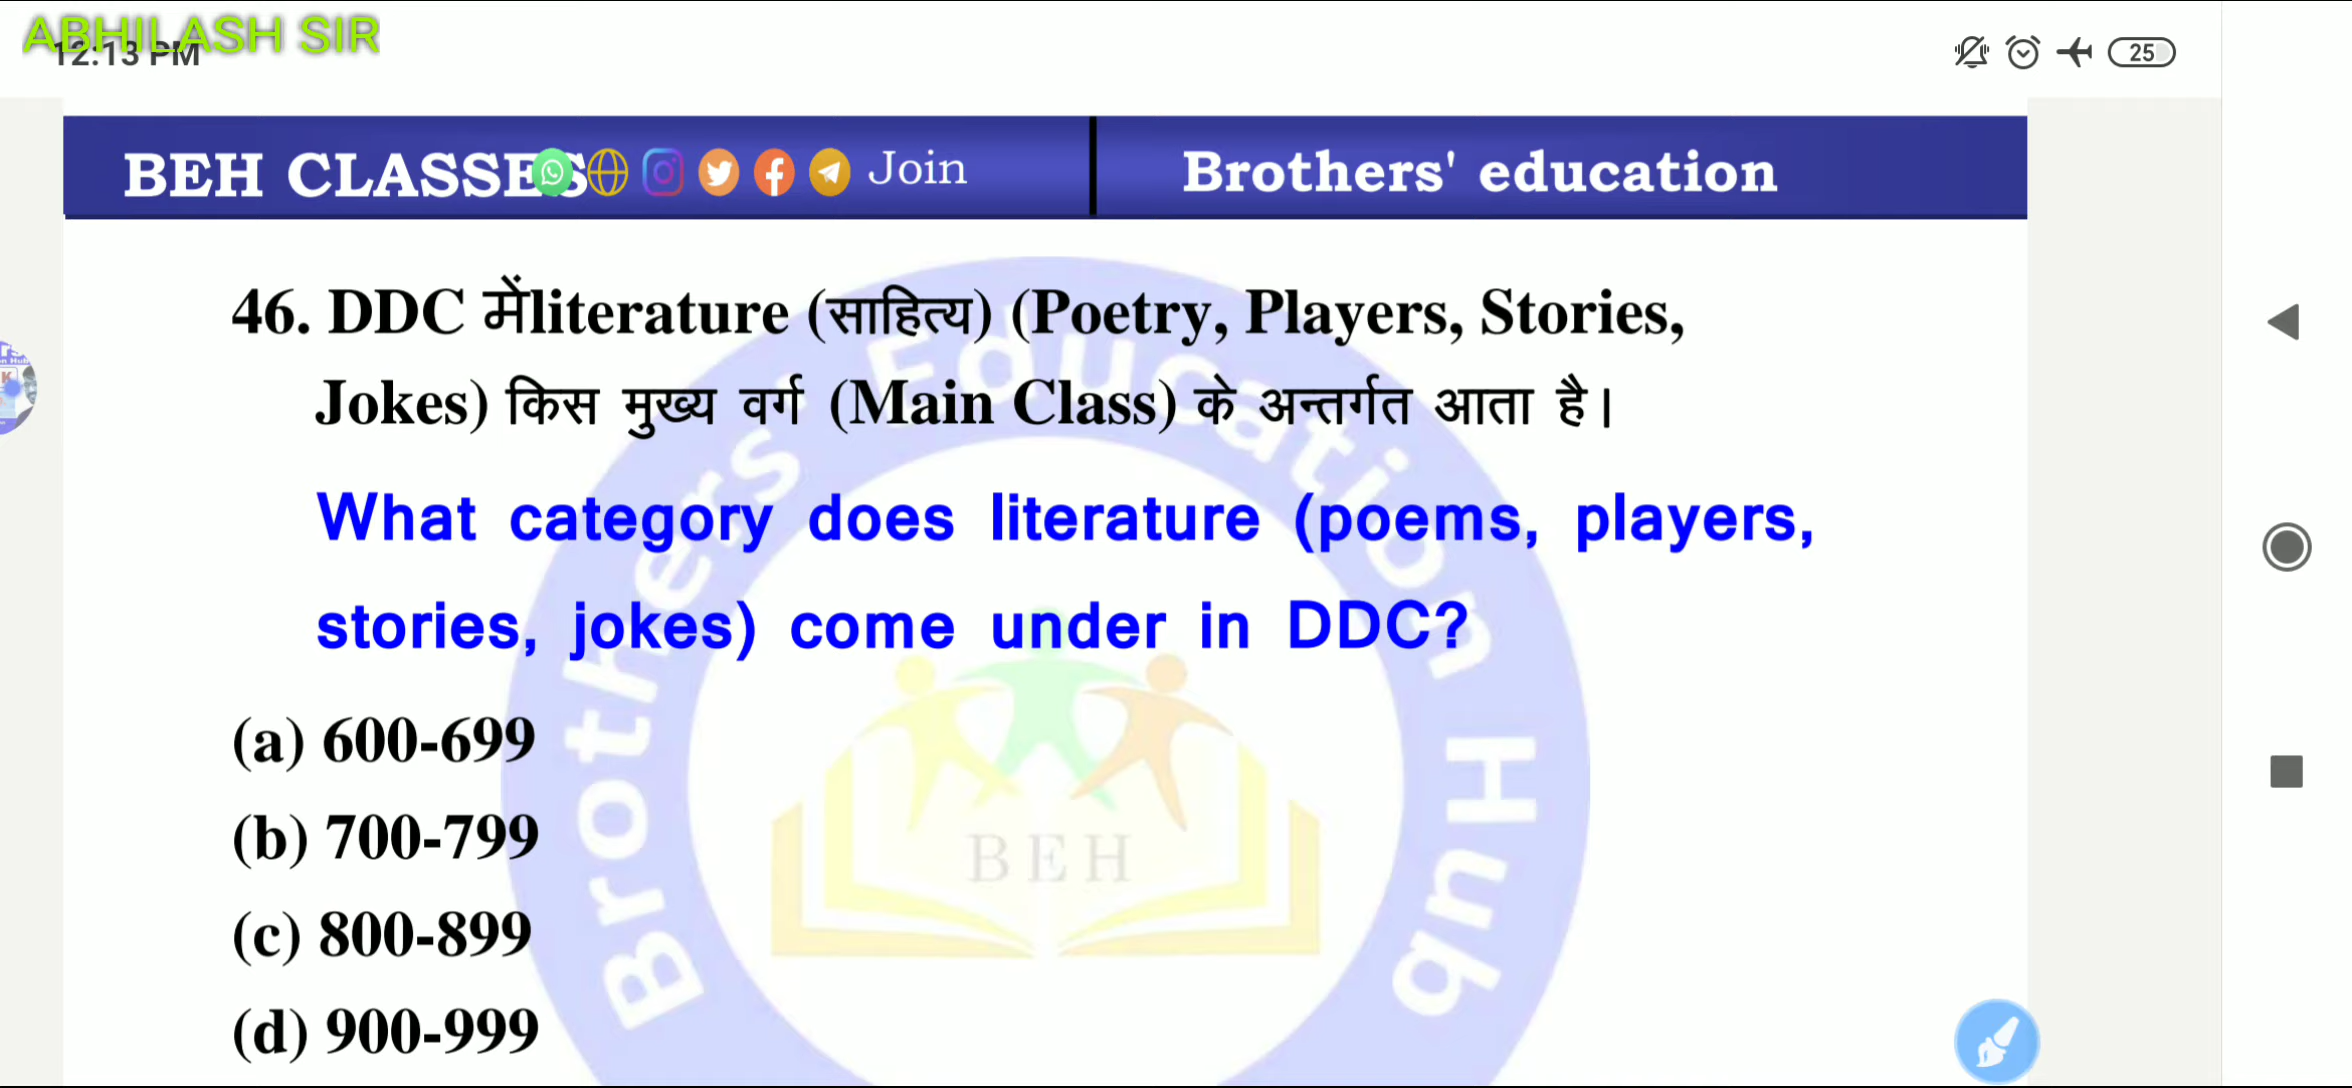 ABHILASH SIR
12:13 PM
25
BEH CLASSES Join
Brothers' education
46. DDC मेंliterature (साहित्य) (Poetry, Players, Stories,
Jokes) किस मुख्य वर्ग (Main Class) के अन्तर्गत आता है।
What category does literature (poems, players,
stories, jokes) come under in DDC?
(a) 600-699
(b) 700-799
(c) 800-899
(d) 900-999
Brothers' Education Hub
BEH